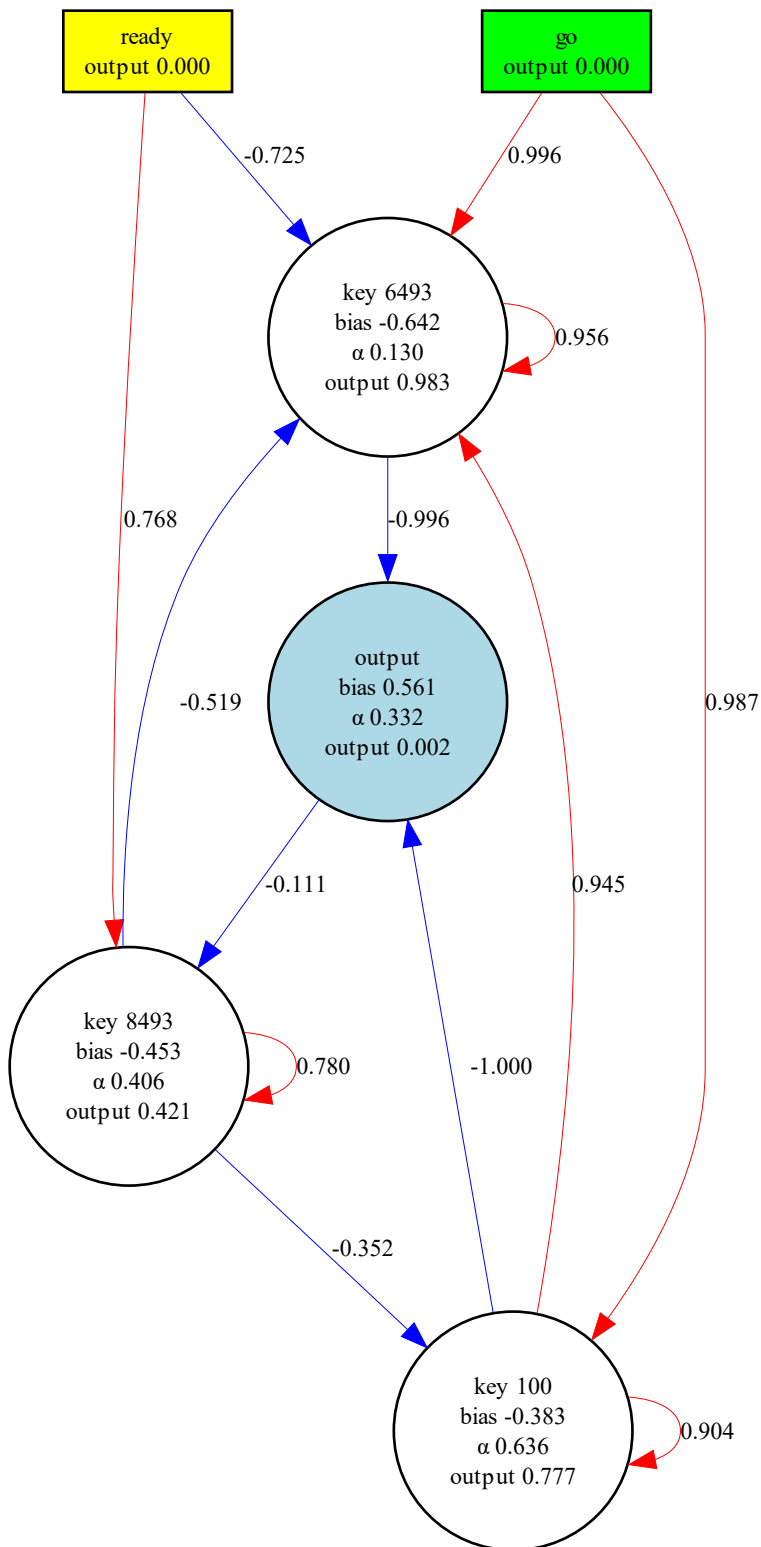 ready
output 0.000
go
output 0.000
-0.725
0.996
key 6493
bias -0.642
α 0.130
output 0.983
0.956
0.768
-0.996
-0.519
output
bias 0.561
α 0.332
output 0.002
0.987
-0.111
0.945
key 8493
bias -0.453
α 0.406
output 0.421
0.780
-1.000
-0.352
key 100
bias -0.383
α 0.636
output 0.777
0.904